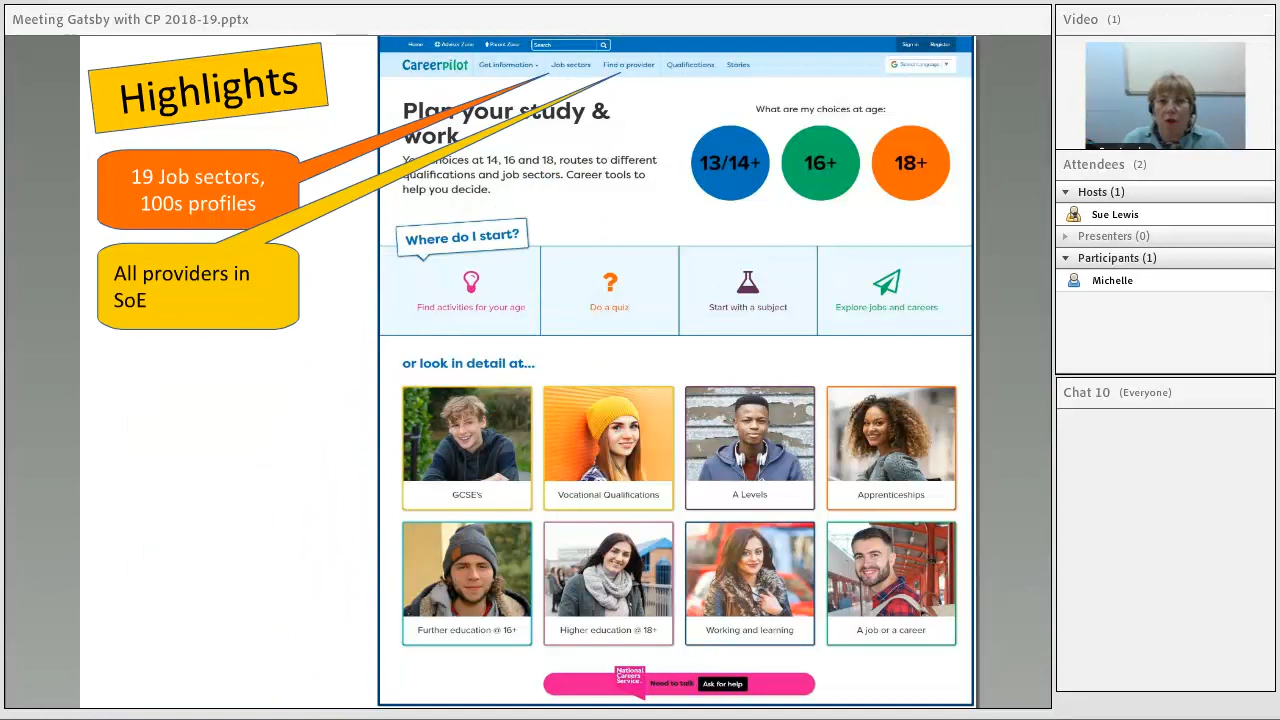 Meeting Gatsby with CP 2018-19.pptx
Highlights
19 Job sectors,
100s profiles
All providers in
SoE
Home Advisor Zone Parent Zone Search Sign in Register
Careerpilot Get information Job sectors Find a provider Qualifications Stories Select Language
Plan your study &
work
Your choices at 14, 16 and 18, routes to different
qualifications and job sectors. Career tools to
help you decide.
What are my choices at age:
13/14+ 16+ 18+
Where do I start?
Find activities for your age Do a quiz Start with a subject Explore jobs and careers
or look in detail at...
GCSE's Vocational Qualifications A Levels Apprenticeships
Further education @ 16+ Higher education @ 18+ Working and learning A job or a career
National
Careers
Service
Need to talk Ask for help
Video (1)
Attendees (2)
Hosts (1)
Sue Lewis
Presenters (0)
Participants (1)
Michelle
Chat 10 (Everyone)